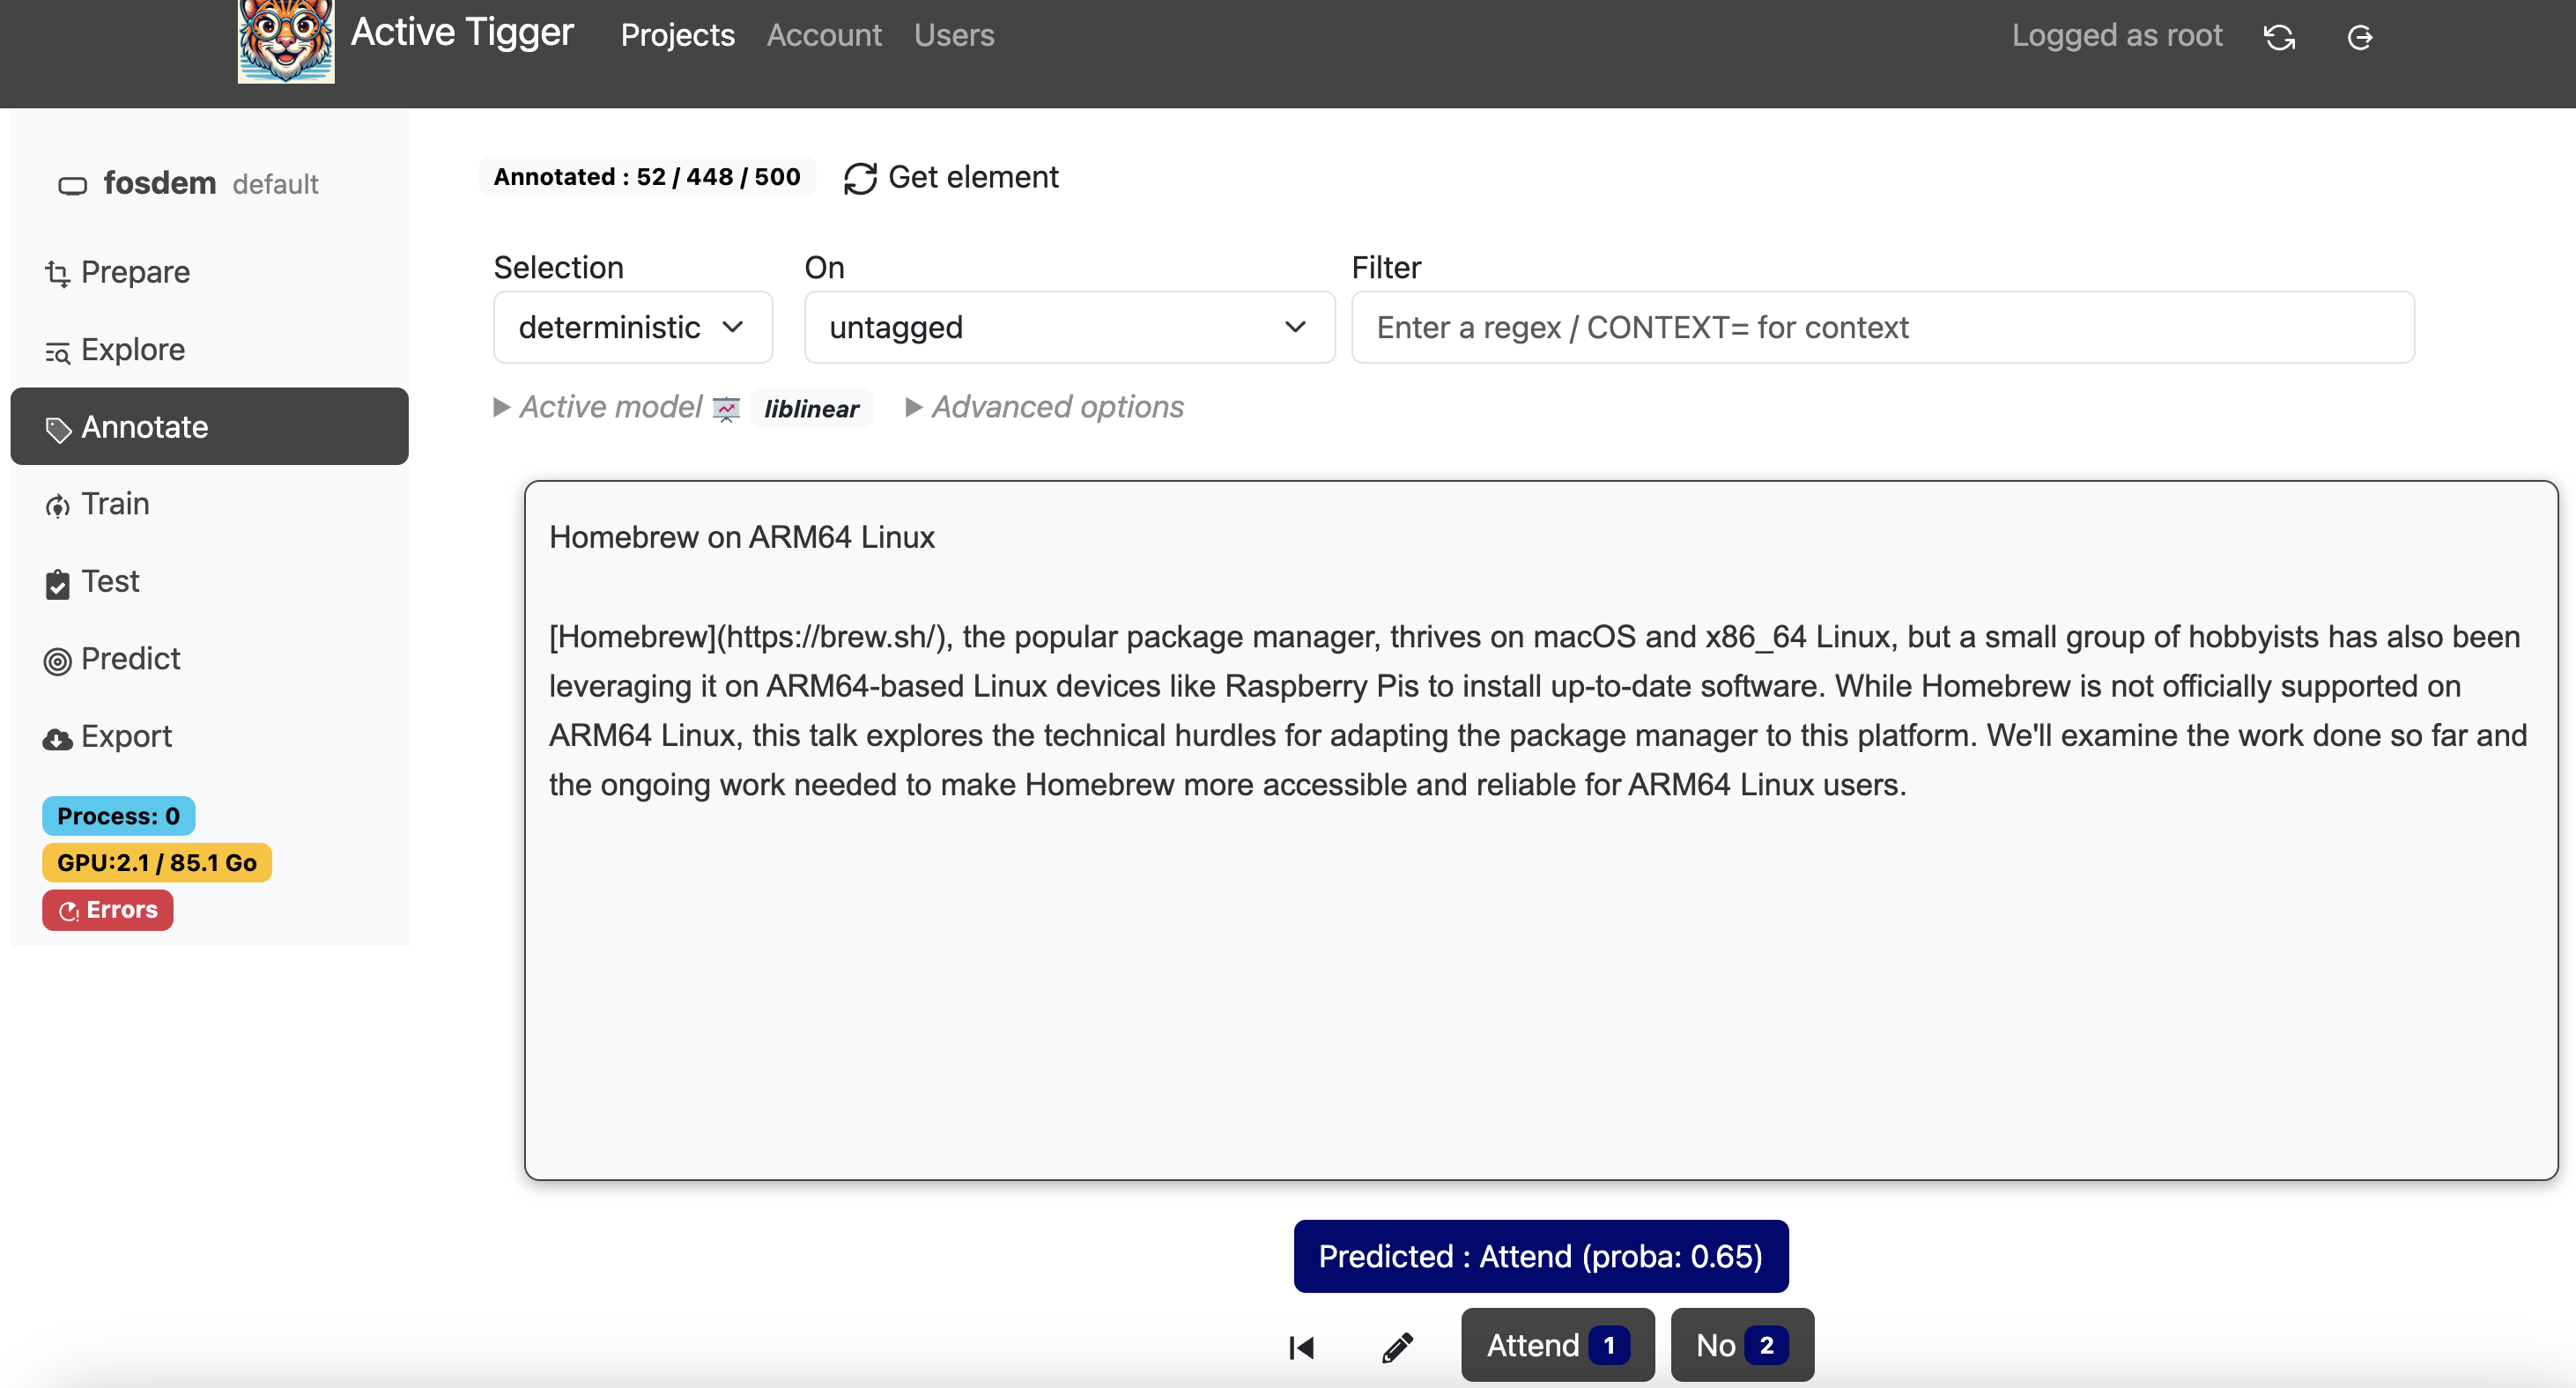 Active Tigger Projects Account Users Logged as root
fosdem default
Prepare
Explore
Annotate
Train
Test
Predict
Export
Process: 0
GPU:2.1 / 85.1 Go
Errors
Annotated : 52 / 448 / 500 Get element
Selection On Filter
deterministic untagged Enter a regex / CONTEXT= for context
Active model liblinear Advanced options
Homebrew on ARM64 Linux
[Homebrew](https://brew.sh/), the popular package manager, thrives on macOS and x86_64 Linux, but a small group of hobbyists has also been
leveraging it on ARM64-based Linux devices like Raspberry Pis to install up-to-date software. While Homebrew is not officially supported on
ARM64 Linux, this talk explores the technical hurdles for adapting the package manager to this platform. We'll examine the work done so far and
the ongoing work needed to make Homebrew more accessible and reliable for ARM64 Linux users.
Predicted : Attend (proba: 0.65)
Attend 1 No 2